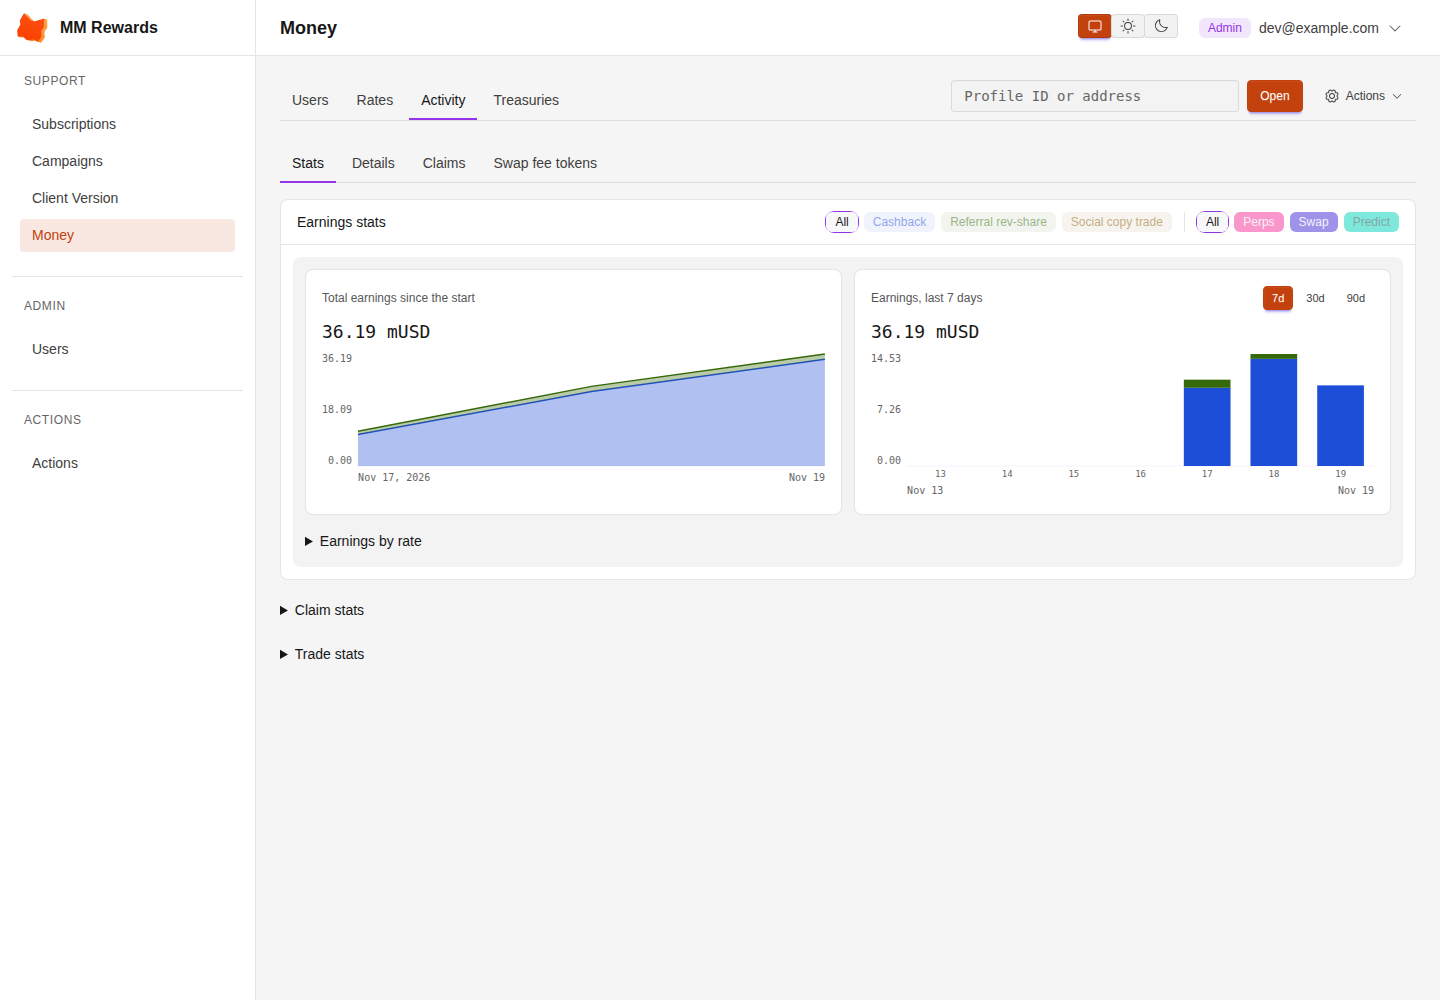 MM Rewards
Money
Admin dev@example.com
SUPPORT
Subscriptions
Campaigns
Client Version
Money
ADMIN
Users
ACTIONS
Actions
Users Rates Activity Treasuries
Profile ID or address Open Actions
Stats Details Claims Swap fee tokens
Earnings stats
All Cashback Referral rev-share Social copy trade All Perps Swap Predict
Total earnings since the start
36.19 mUSD
36.19
18.09
0.00
Nov 17, 2026 Nov 19
Earnings, last 7 days
7d 30d 90d
36.19 mUSD
14.53
7.26
0.00
13 14 15 16 17 18 19
Nov 13 Nov 19
Earnings by rate
Claim stats
Trade stats